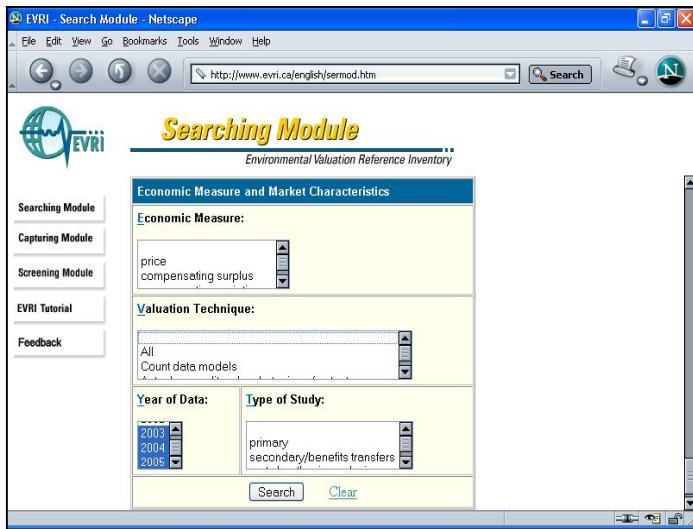 EVRI - Search Module - Netscape
File Edit View Go Bookmarks Tools Window Help
http://www.evri.ca/english/sermod.htm
Search
N
EVRI
Searching Module
Environmental Valuation Reference Inventory
Searching Module
Capturing Module
Screening Module
EVRI Tutorial
Feedback
Economic Measure and Market Characteristics
Economic Measure:
price
compensating surplus
Valuation Technique:
All
Count data models
Year of Data:
2003
2004
2005
Type of Study:
primary
secondary/benefits transfers
Search Clear